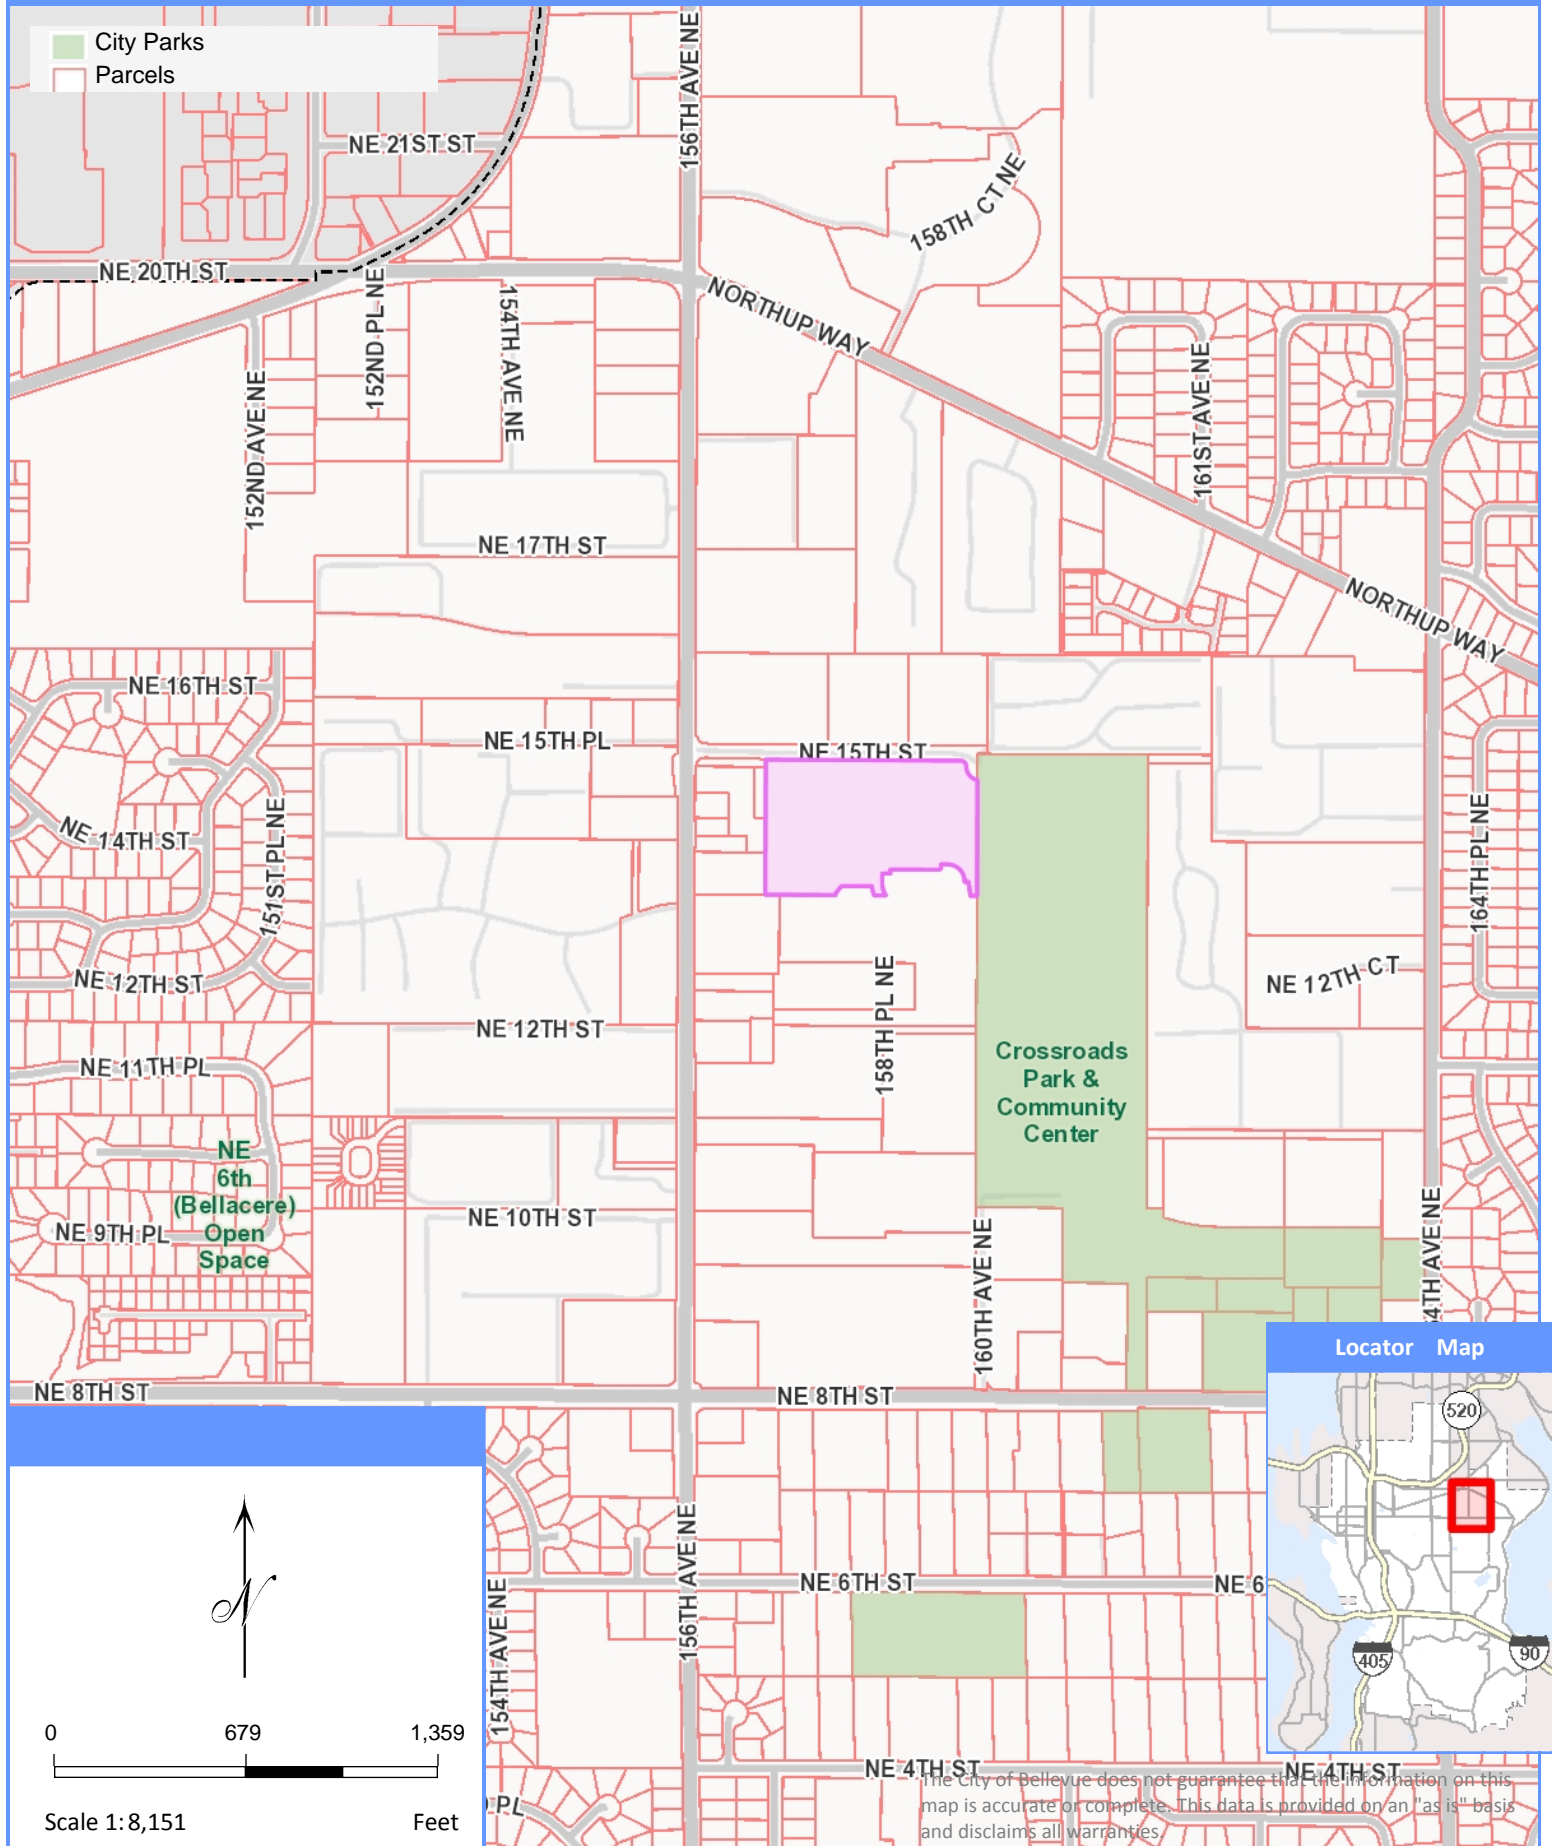 City Parks
Parcels
156TH AVE NE
NE 21ST ST
158TH CT NE
NE 20TH ST
NORTHUP WAY
152ND PL NE
154TH AVE NE
152ND AVE NE
161ST AVE NE
NE 17TH ST
NORTHUP WAY
NE 16TH ST
NE 15TH PL
NE 15TH ST
NE 14TH ST
151ST PL NE
164TH PL NE
NE 12TH ST
NE 12TH CT
NE 12TH ST
158TH PL NE
NE 11TH PL
Crossroads
Park &
Community
Center
NE
6th
(Bellacere)
Open
Space
NE 10TH ST
NE 9TH PL
160TH AVE NE
64TH AVE NE
NE 8TH ST
NE 8TH ST
Locator Map
520
405
90
156TH AVE NE
154TH AVE NE
NE 6TH ST
NE 6
N
0 679 1,359
Scale 1: 8,151 Feet
NE 4TH ST
NE 4TH ST
PL
The City of Bellevue does not guarantee that the information on this
map is accurate or complete. This data is provided on an "as is" basis
and disclaims all warranties.